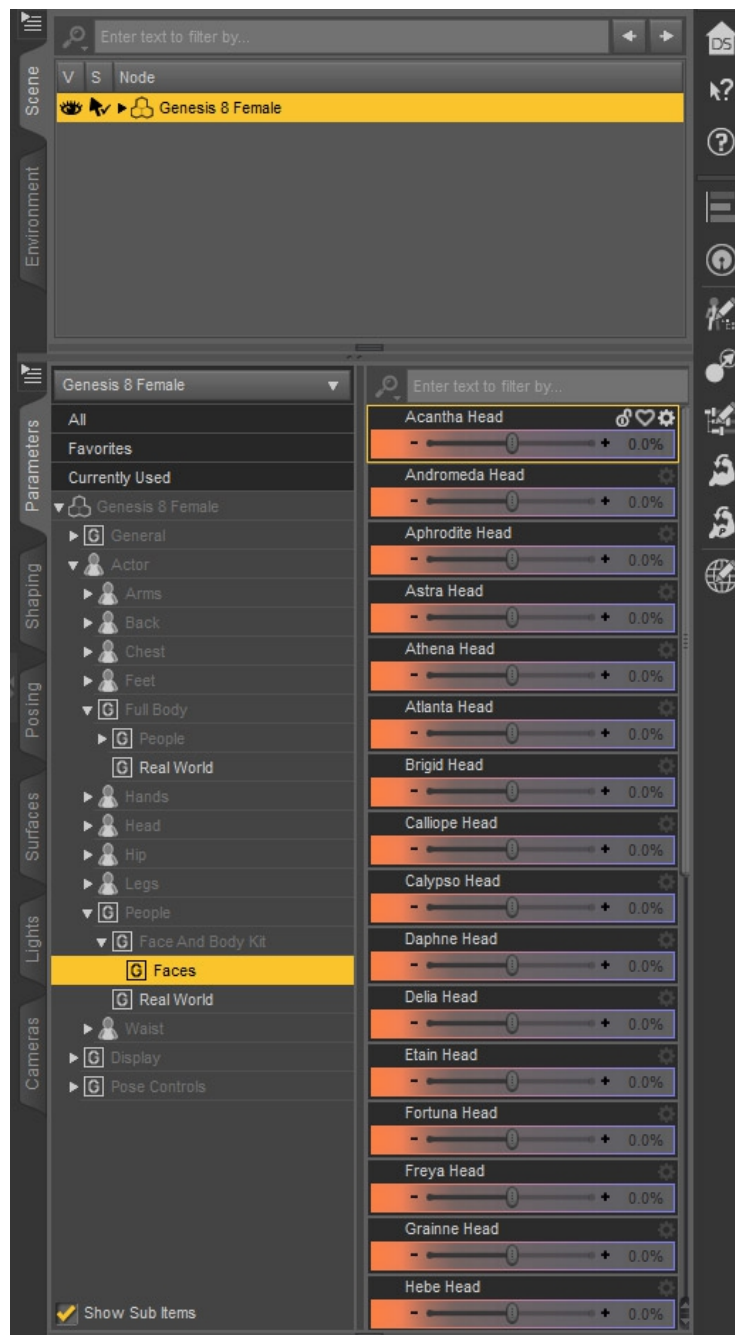 Enter text to filter by...
DS
V S Node
Genesis 8 Female
Scene
Environment
Genesis 8 Female
Enter text to filter by...
All
Favorites
Currently Used
Genesis 8 Female
G General
Actor
Arms
Back
Chest
Feet
G Full Body
G People
G Real World
Hands
Head
Hip
Legs
G People
G Face And Body Kit
G Faces
G Real World
Waist
G Display
G Pose Controls
Show Sub Items
Parameters
Shaping
Posing
Surfaces
Lights
Cameras
Acantha Head
- + 0.0%
Andromeda Head
- + 0.0%
Aphrodite Head
- + 0.0%
Astra Head
- + 0.0%
Athena Head
- + 0.0%
Atlanta Head
- + 0.0%
Brigid Head
- + 0.0%
Calliope Head
- + 0.0%
Calypso Head
- + 0.0%
Daphne Head
- + 0.0%
Delia Head
- + 0.0%
Etain Head
- + 0.0%
Fortuna Head
- + 0.0%
Freya Head
- + 0.0%
Grainne Head
- + 0.0%
Hebe Head
- + 0.0%
?
?
P